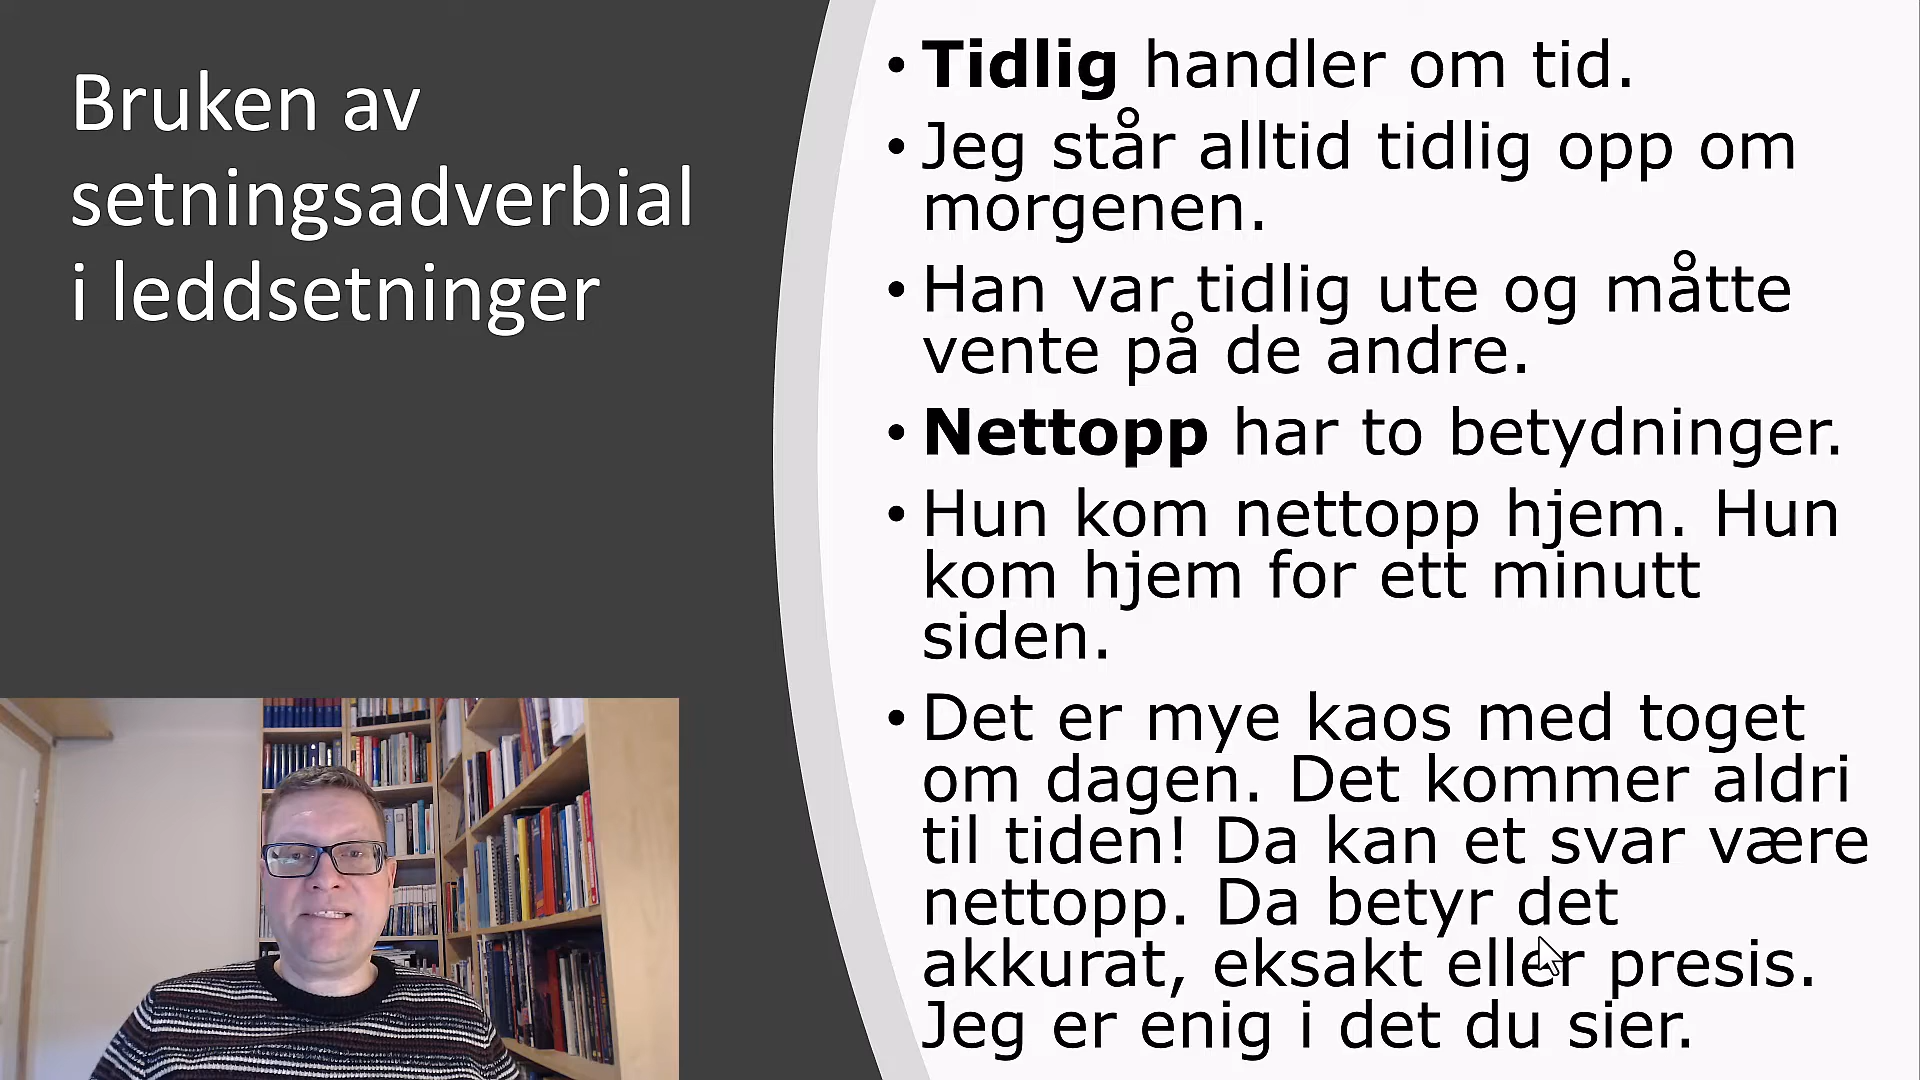 Bruken av
setningsadverbial
i leddsetninger
• Tidlig handler om tid.
• Jeg står alltid tidlig opp om
morgenen.
• Han var tidlig ute og måtte
vente på de andre.
• Nettopp har to betydninger.
• Hun kom nettopp hjem. Hun
kom hjem for ett minutt
siden.
• Det er mye kaos med toget
om dagen. Det kommer aldri
til tiden! Da kan et svar være
nettopp. Da betyr det
akkurat, eksakt eller presis.
Jeg er enig i det du sier.